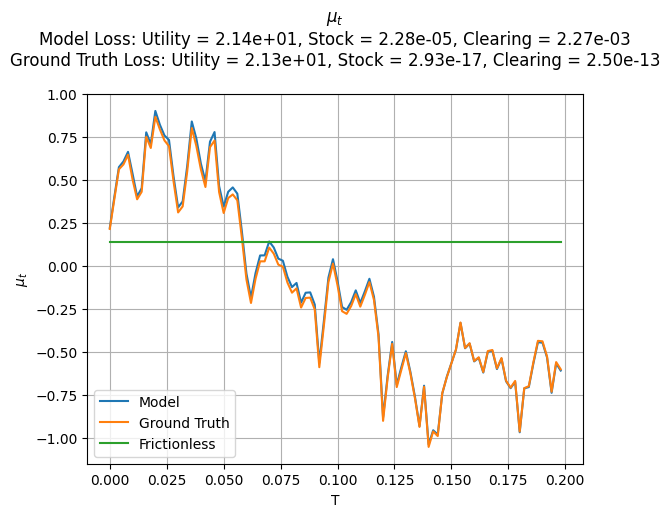 μ_t
Model Loss: Utility = 2.14e+01, Stock = 2.28e-05, Clearing = 2.27e-03
Ground Truth Loss: Utility = 2.13e+01, Stock = 2.93e-17, Clearing = 2.50e-13
1.00
0.75
0.50
0.25
0.00
−0.25
−0.50
−0.75
−1.00
μ_t
Model
Ground Truth
Frictionless
0.000 0.025 0.050 0.075 0.100 0.125 0.150 0.175 0.200
T